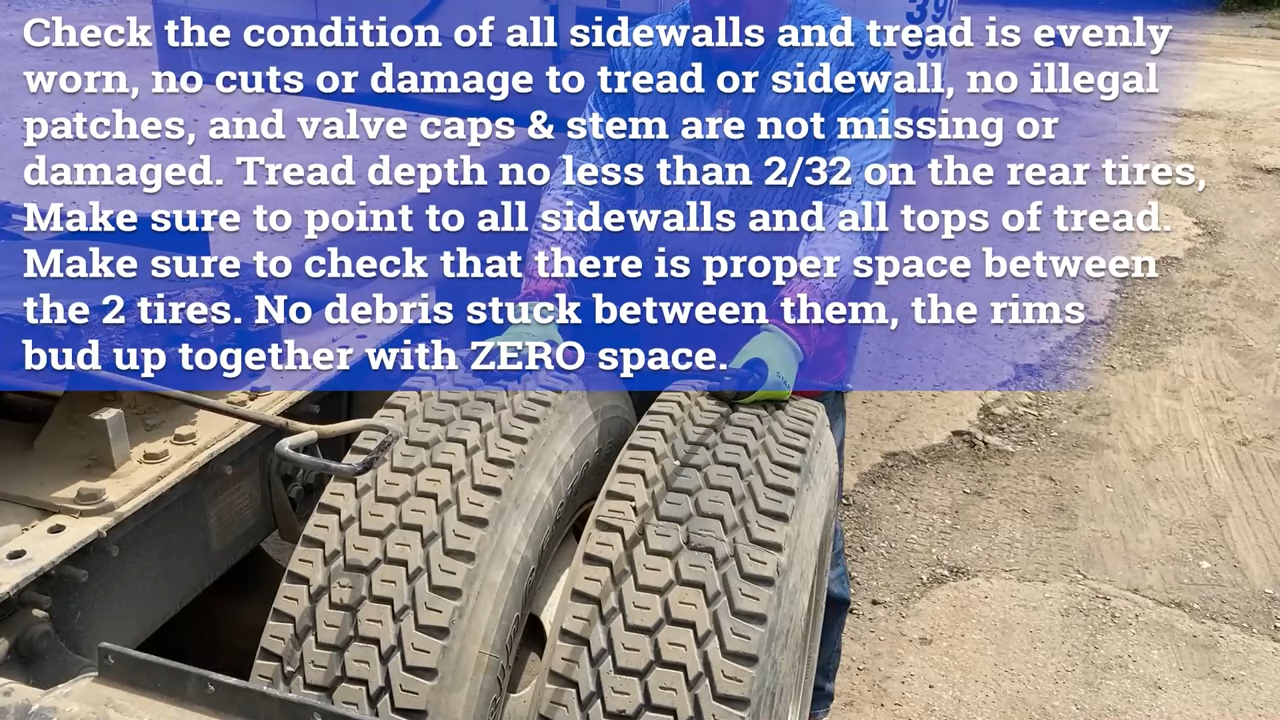 Check the condition of all sidewalls and tread is evenly
worn, no cuts or damage to tread or sidewall, no illegal
patches, and valve caps & stem are not missing or
damaged. Tread depth no less than 2/32 on the rear tires,
Make sure to point to all sidewalls and all tops of tread.
Make sure to check that there is proper space between
the 2 tires. No debris stuck between them, the rims
bud up together with ZERO space.